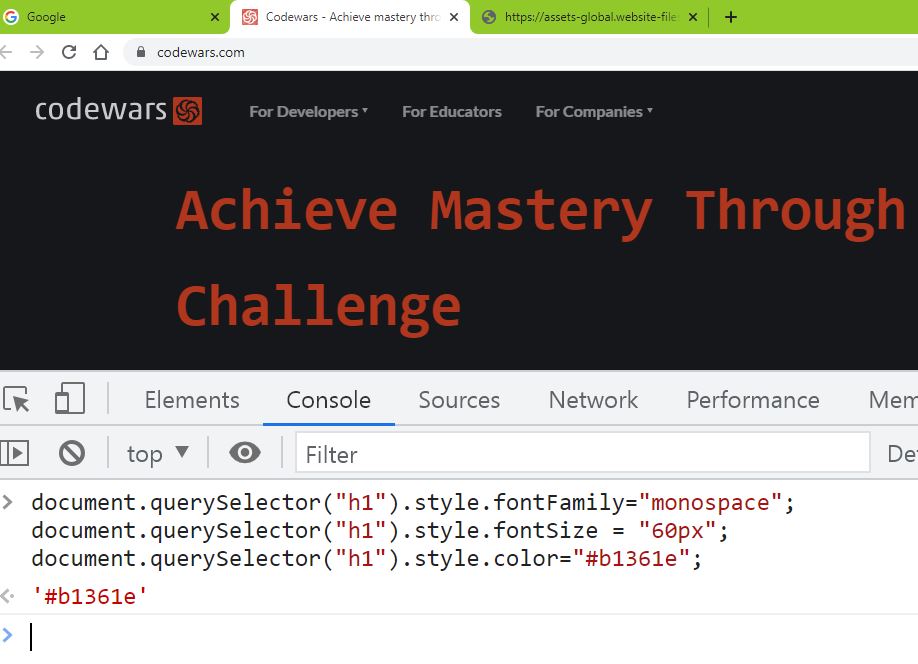 Google
Codewars - Achieve mastery thro
https://assets-global.website-files
codewars.com
codewars
For Developers
For Educators
For Companies
Achieve Mastery Through
Challenge
Elements
Console
Sources
Network
Performance
Mem
top
Filter
De
document.querySelector("h1").style.fontFamily="monospace";
document.querySelector("h1").style.fontSize = "60px";
document.querySelector("h1").style.color="#b1361e";
'#b1361e'